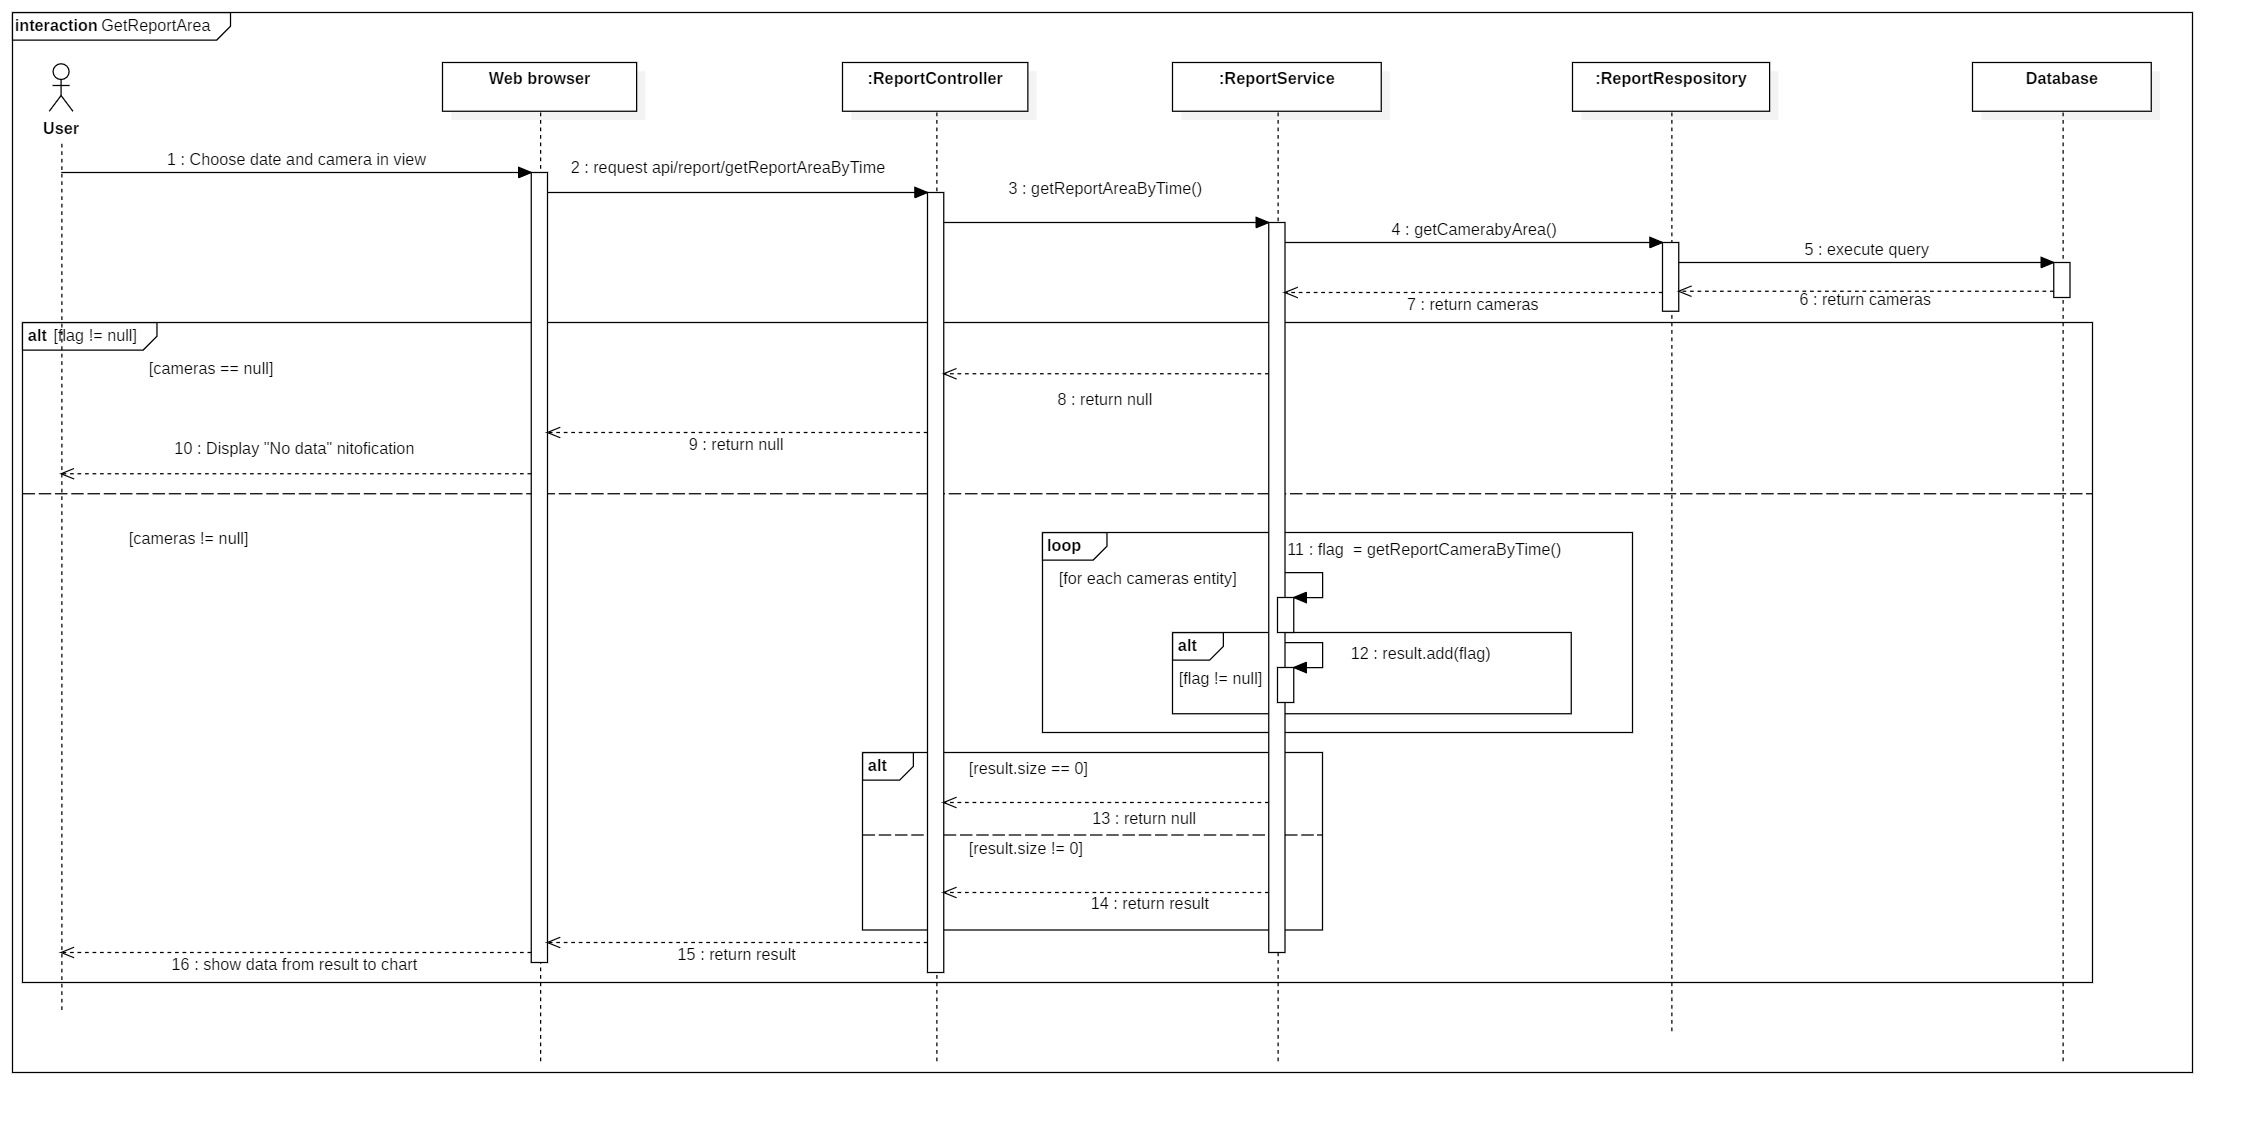 interaction GetReportArea
User
Web browser
:ReportController
:ReportService
:ReportRespository
Database
1 : Choose date and camera in view
2 : request api/report/getReportAreaByTime
3 : getReportAreaByTime()
4 : getCamerabyArea()
5 : execute query
6 : return cameras
7 : return cameras
alt [flag != null]
[cameras == null]
8 : return null
9 : return null
10 : Display "No data" nitofication
[cameras != null]
loop
11 : flag  = getReportCameraByTime()
[for each cameras entity]
alt
12 : result.add(flag)
[flag != null]
alt
[result.size == 0]
13 : return null
[result.size != 0]
14 : return result
15 : return result
16 : show data from result to chart